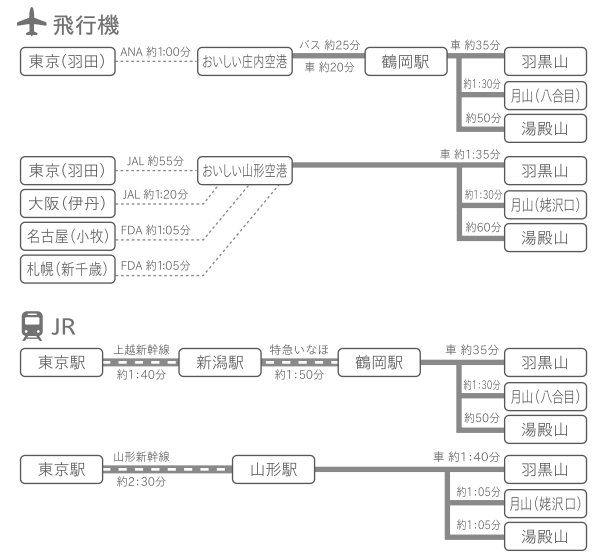 飛行機
東京(羽田)
ANA 約1:00分
おいしい庄内空港
バス 約25分
車 約20分
鶴岡駅
車 約35分
羽黒山
約1:30分
月山(八合目)
約50分
湯殿山
東京(羽田)
JAL 約55分
おいしい山形空港
車 約1:35分
羽黒山
大阪(伊丹)
JAL 約1:20分
約1:30分
月山(姥沢口)
名古屋(小牧)
FDA 約1:05分
約60分
湯殿山
札幌(新千歳)
FDA 約1:05分
JR
東京駅
上越新幹線
約1:40分
新潟駅
特急いなほ
約1:50分
鶴岡駅
車 約35分
羽黒山
約1:30分
月山(八合目)
約50分
湯殿山
東京駅
山形新幹線
約2:30分
山形駅
車 約1:40分
羽黒山
約1:05分
月山(姥沢口)
約1:05分
湯殿山